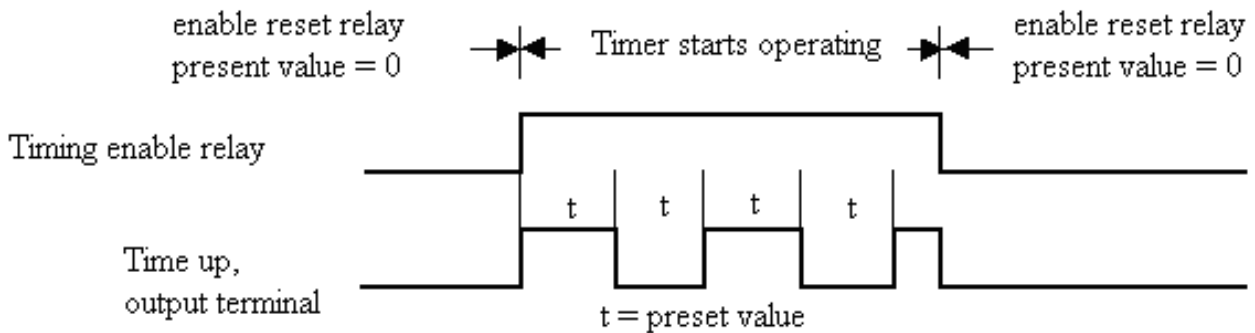 enable reset relay
present value = 0
Timer starts operating
enable reset relay
present value = 0
Timing enable relay
t
t
t
t
Time up,
output terminal
t = preset value